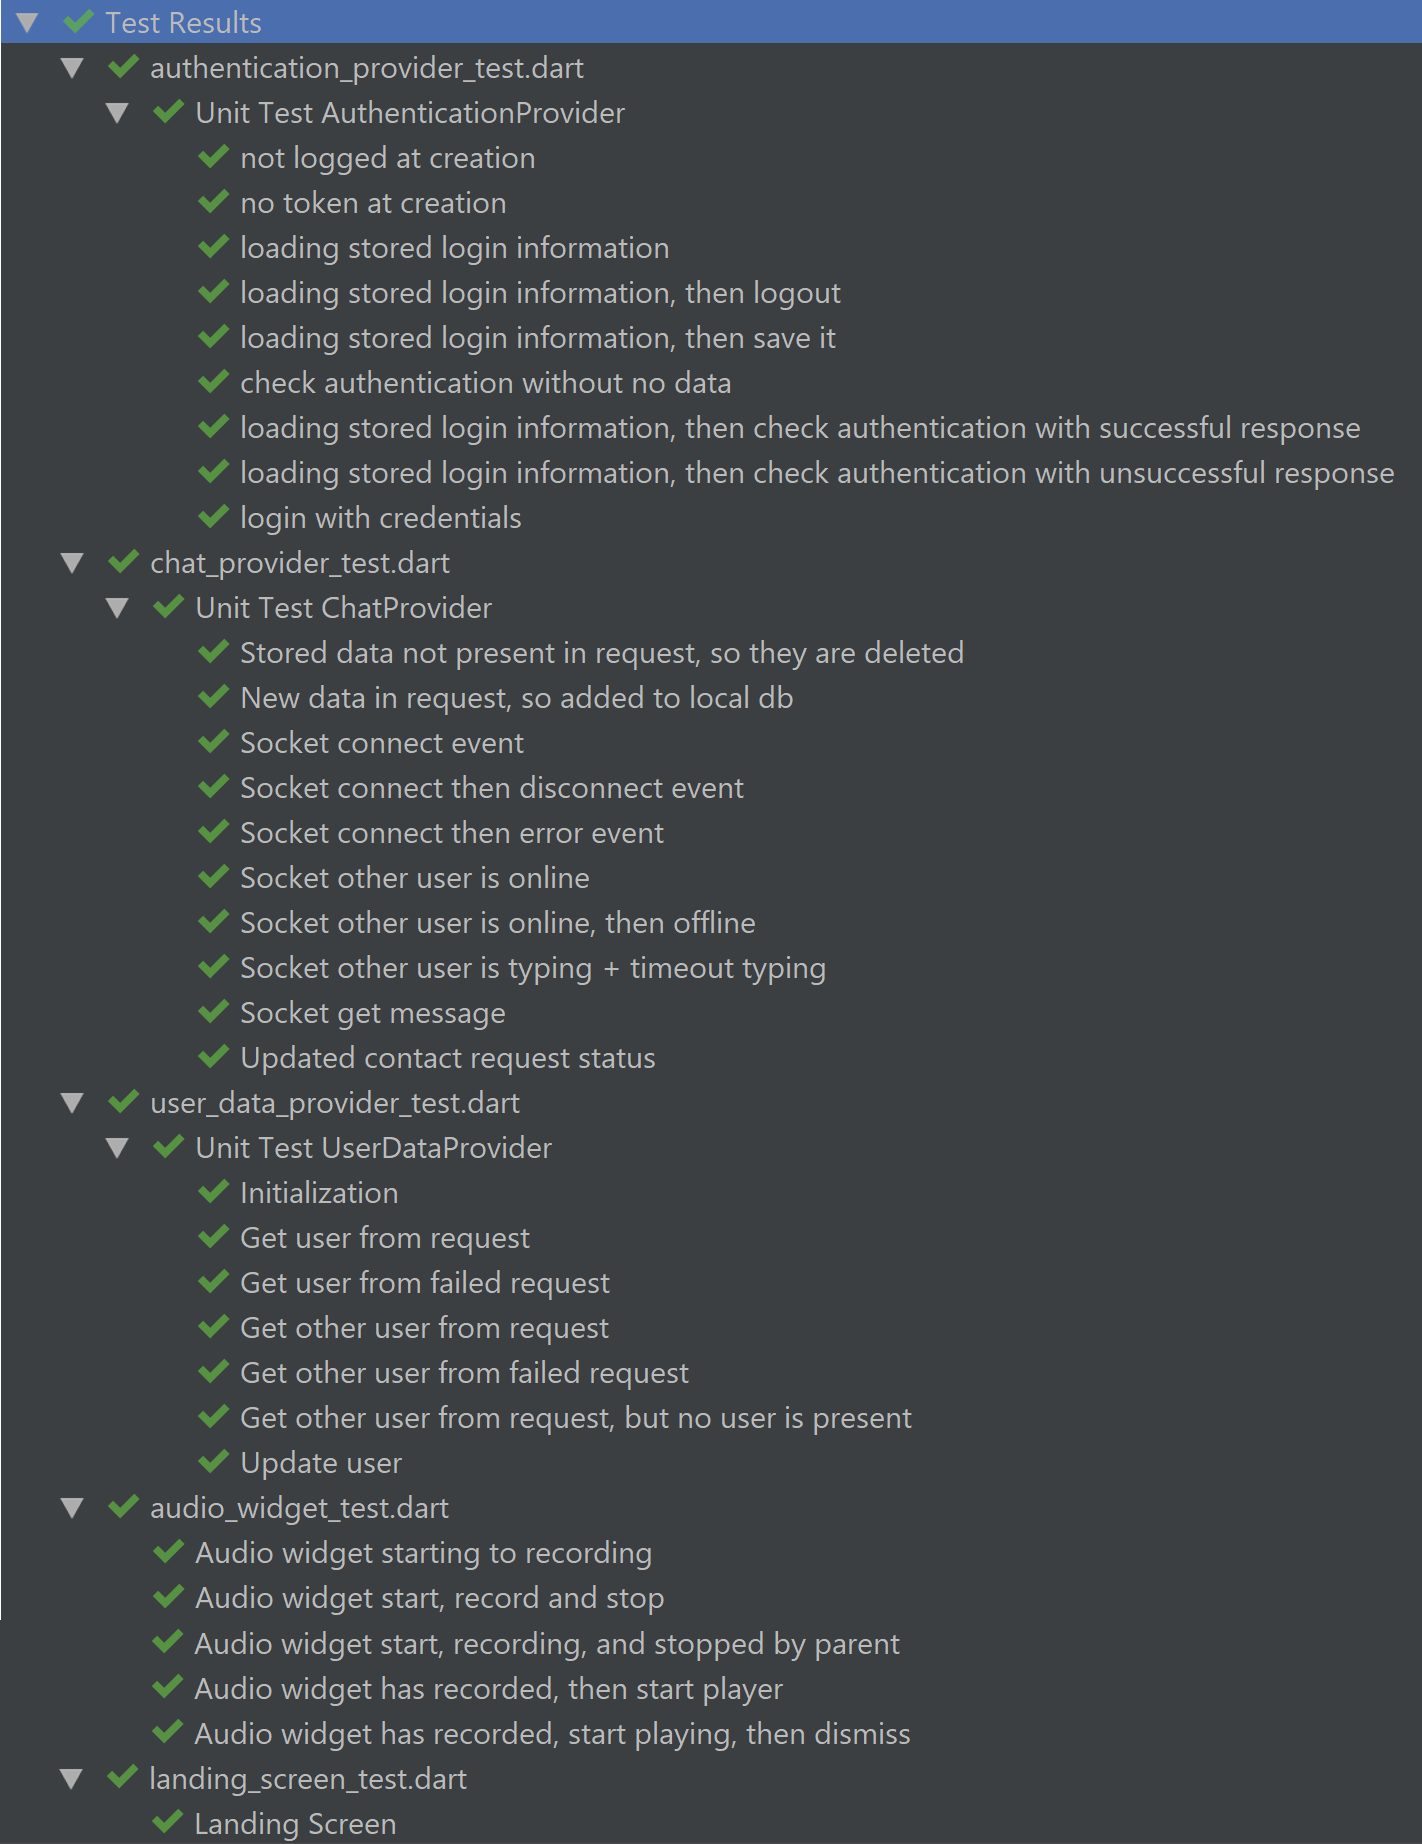 Test Results
authentication_provider_test.dart
Unit Test AuthenticationProvider
not logged at creation
no token at creation
loading stored login information
loading stored login information, then logout
loading stored login information, then save it
check authentication without no data
loading stored login information, then check authentication with successful response
loading stored login information, then check authentication with unsuccessful response
login with credentials
chat_provider_test.dart
Unit Test ChatProvider
Stored data not present in request, so they are deleted
New data in request, so added to local db
Socket connect event
Socket connect then disconnect event
Socket connect then error event
Socket other user is online
Socket other user is online, then offline
Socket other user is typing + timeout typing
Socket get message
Updated contact request status
user_data_provider_test.dart
Unit Test UserDataProvider
Initialization
Get user from request
Get user from failed request
Get other user from request
Get other user from failed request
Get other user from request, but no user is present
Update user
audio_widget_test.dart
Audio widget starting to recording
Audio widget start, record and stop
Audio widget start, recording, and stopped by parent
Audio widget has recorded, then start player
Audio widget has recorded, start playing, then dismiss
landing_screen_test.dart
Landing Screen